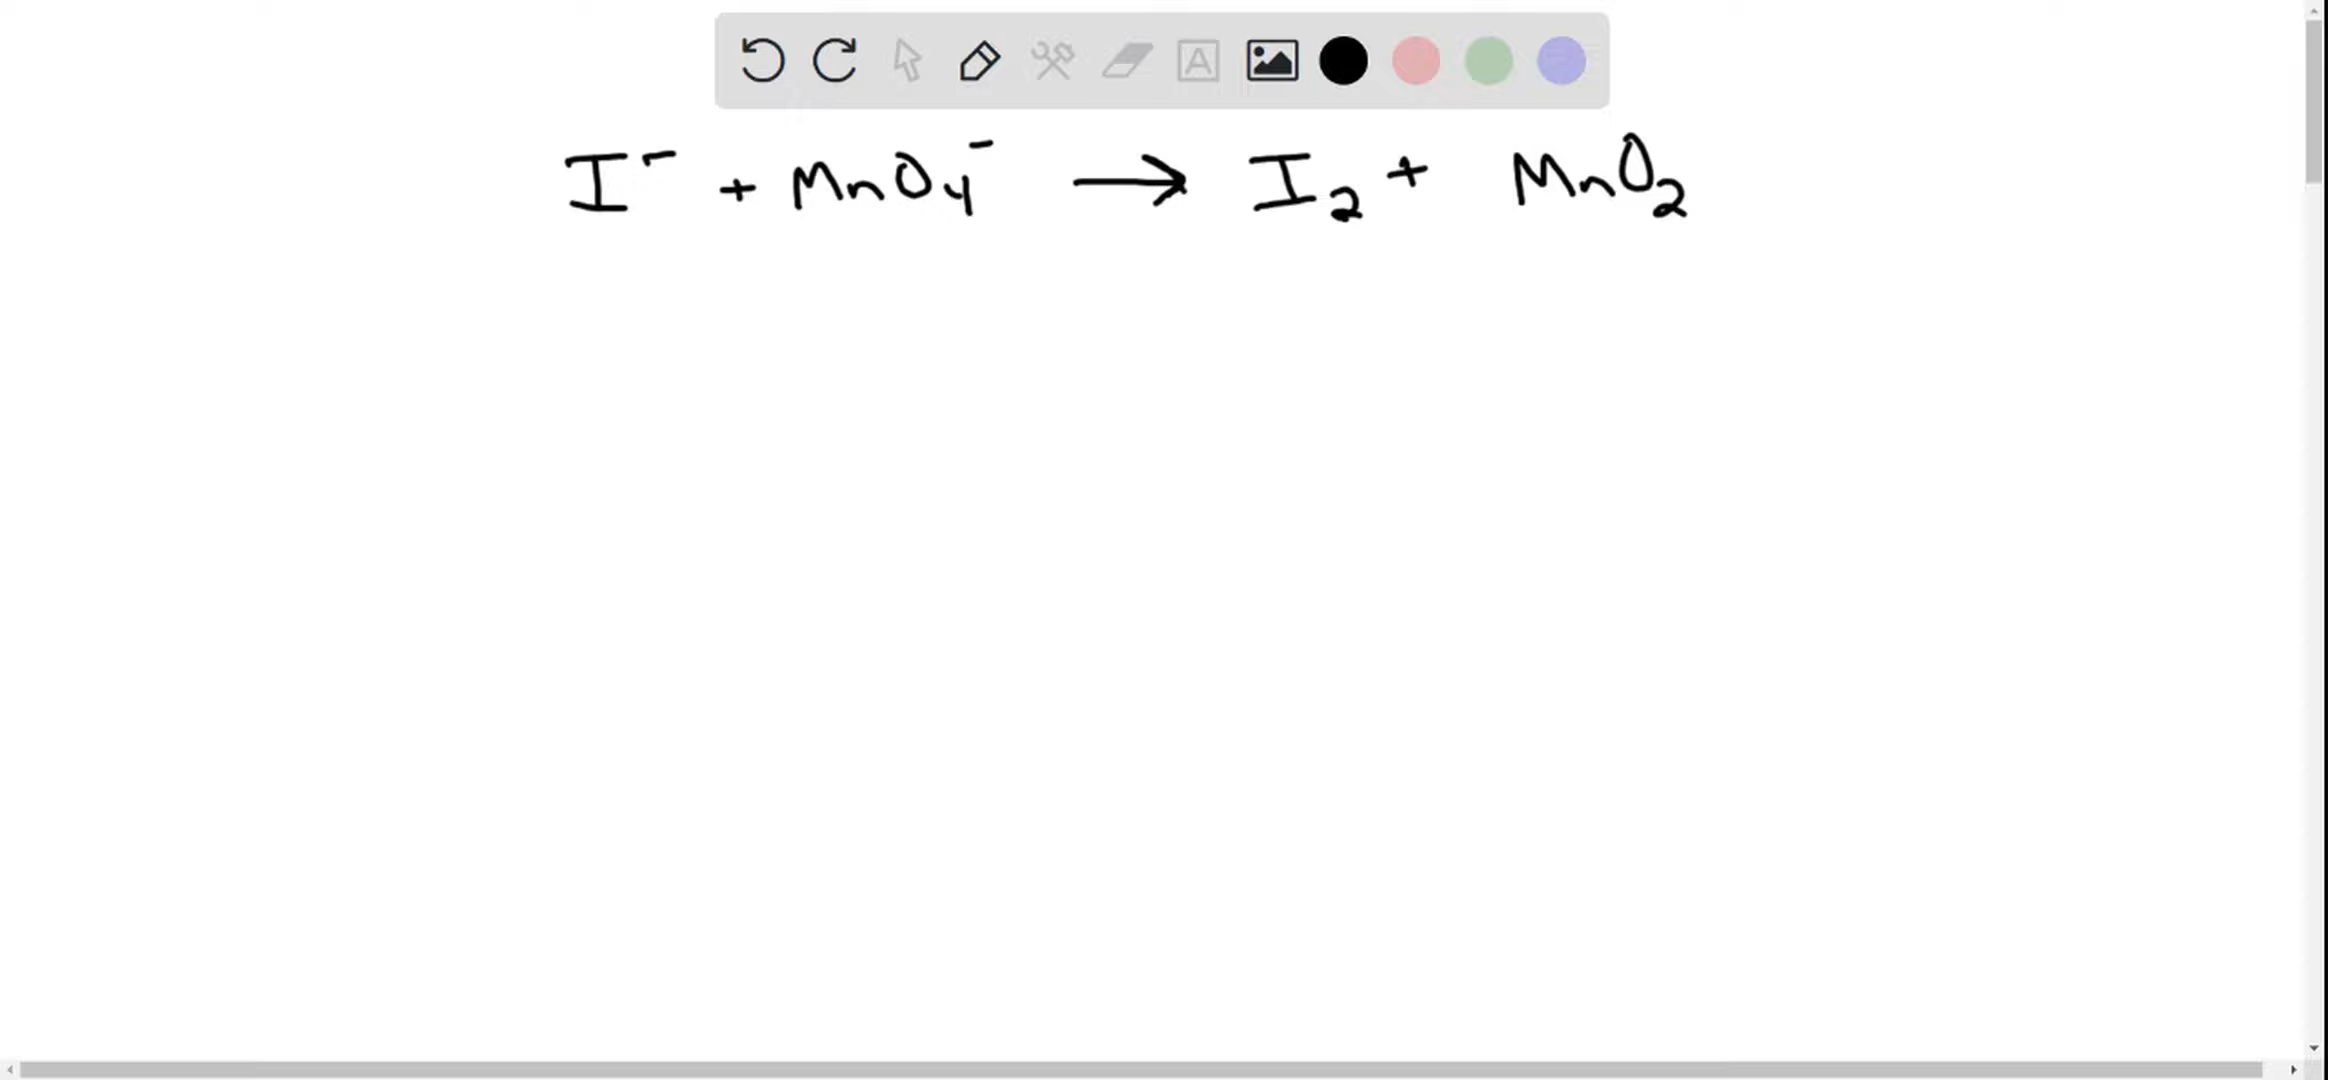 I⁻ + MnO₄⁻ → I₂ + MnO₂